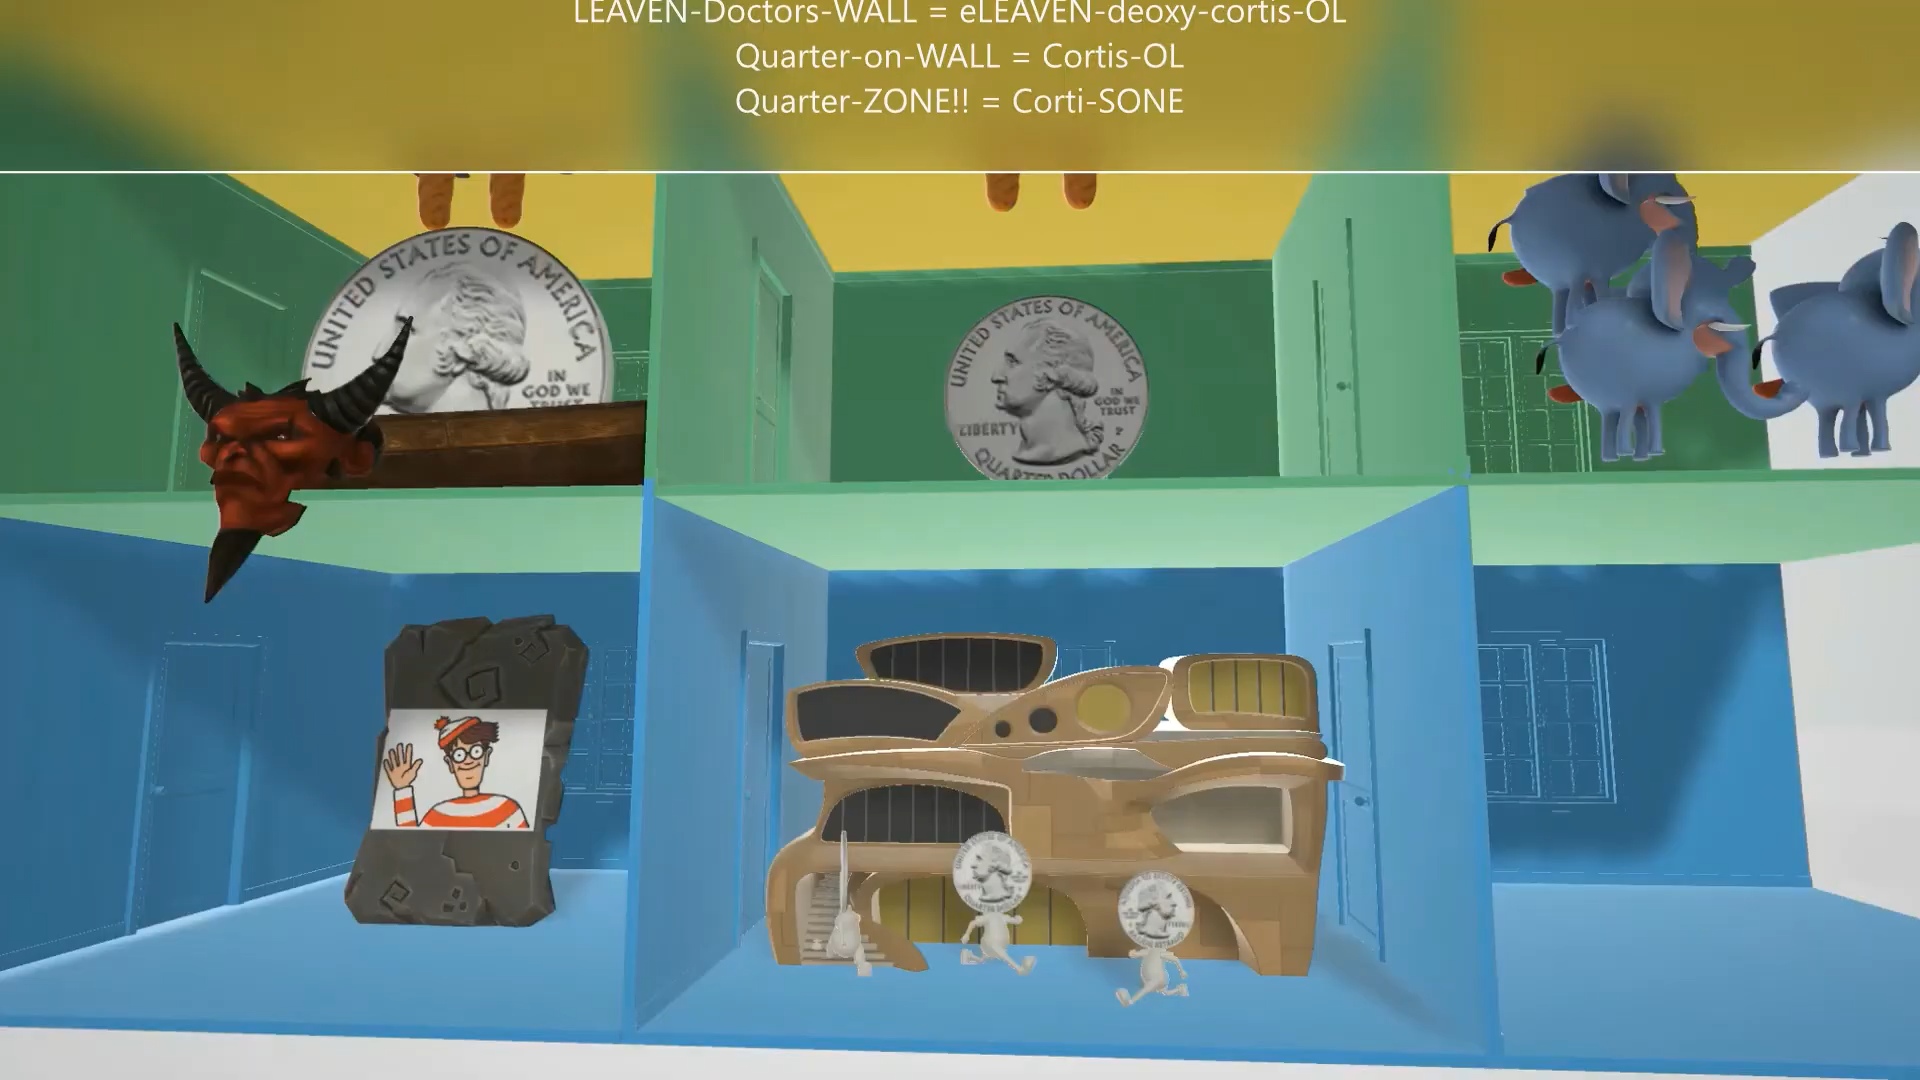 LEAVEN-Doctors-WALL = eLEAVEN-deoxy-cortis-OL
Quarter-on-WALL = Cortis-OL
Quarter-ZONE!! = Corti-SONE
UNITED STATES OF AMERICA
IN
GOD WE
TRUST
UNITED STATES OF AMERICA
IN
GOD WE
TRUST
LIBERTY
P
QUARTER DOLLAR